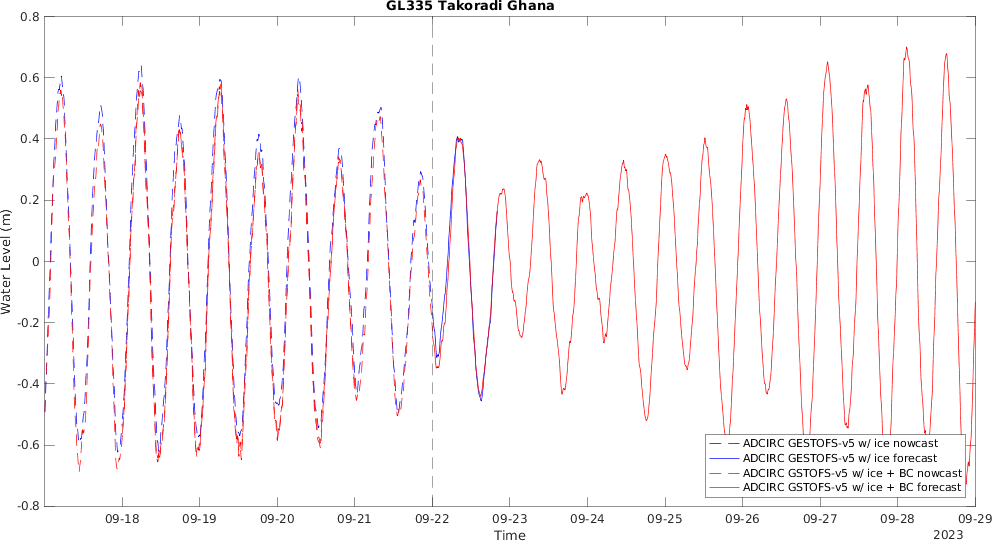 GL335 Takoradi Ghana
0.8
0.6
0.4
0.2
0
-0.2
-0.4
-0.6
-0.8
Water Level (m)
ADCIRC GESTOFS-v5 w/ ice nowcast
ADCIRC GESTOFS-v5 w/ ice forecast
ADCIRC GSTOFS-v5 w/ ice + BC nowcast
ADCIRC GSTOFS-v5 w/ ice + BC forecast
09-18 09-19 09-20 09-21 09-22 09-23 09-24 09-25 09-26 09-27 09-28 09-29
Time
2023